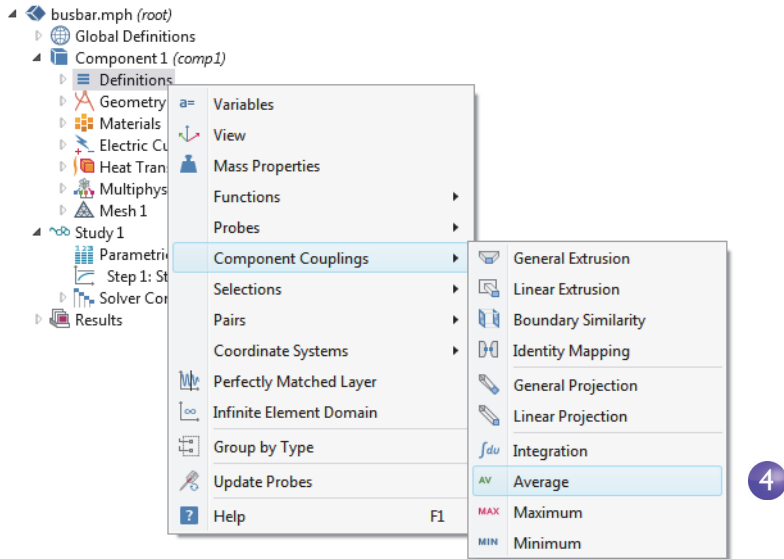 busbar.mph (root)
Global Definitions
Component 1 (comp1)
Definitions
Geometry
Materials
Electric Cu
Heat Tran
Multiphys
Mesh 1
Study 1
Parametri
Step 1: St
Solver Con
Results
a= Variables
View
Mass Properties
Functions
Probes
Component Couplings
Selections
Pairs
Coordinate Systems
Perfectly Matched Layer
∞ Infinite Element Domain
Group by Type
Update Probes
? Help F1
General Extrusion
Linear Extrusion
Boundary Similarity
Identity Mapping
General Projection
Linear Projection
∫du Integration
AV Average
MAX Maximum
MIN Minimum
4